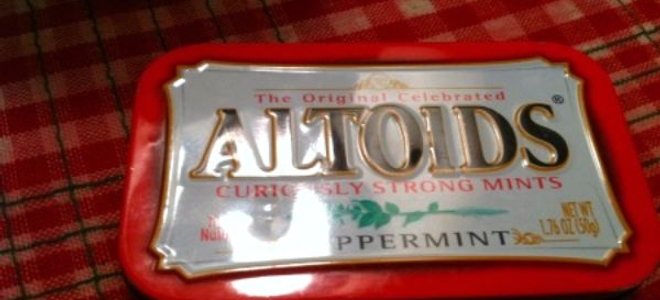 The Original Celebrated
ALTOIDS®
CURIOUSLY STRONG MINTS
NET WT
1.76 OZ (50g)
PPERMINT